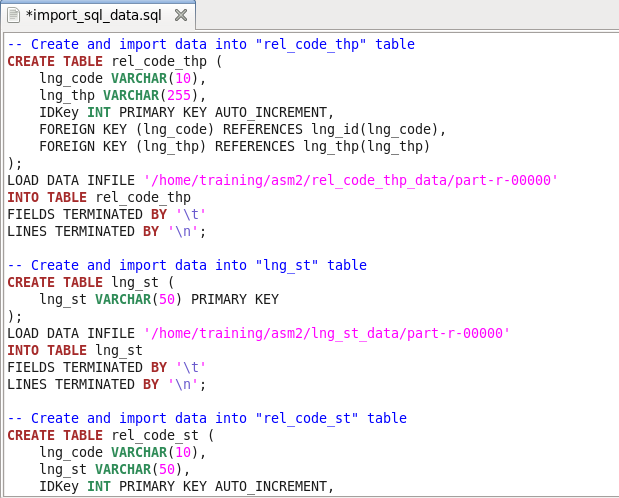 *import_sql_data.sql
-- Create and import data into "rel_code_thp" table
CREATE TABLE rel_code_thp (
    lng_code VARCHAR(10),
    lng_thp VARCHAR(255),
    IDKey INT PRIMARY KEY AUTO_INCREMENT,
    FOREIGN KEY (lng_code) REFERENCES lng_id(lng_code),
    FOREIGN KEY (lng_thp) REFERENCES lng_thp(lng_thp)
);
LOAD DATA INFILE '/home/training/asm2/rel_code_thp_data/part-r-00000'
INTO TABLE rel_code_thp
FIELDS TERMINATED BY '\t'
LINES TERMINATED BY '\n';

-- Create and import data into "lng_st" table
CREATE TABLE lng_st (
    lng_st VARCHAR(50) PRIMARY KEY
);
LOAD DATA INFILE '/home/training/asm2/lng_st_data/part-r-00000'
INTO TABLE lng_st
FIELDS TERMINATED BY '\t'
LINES TERMINATED BY '\n';

-- Create and import data into "rel_code_st" table
CREATE TABLE rel_code_st (
    lng_code VARCHAR(10),
    lng_st VARCHAR(50),
    IDKey INT PRIMARY KEY AUTO_INCREMENT,